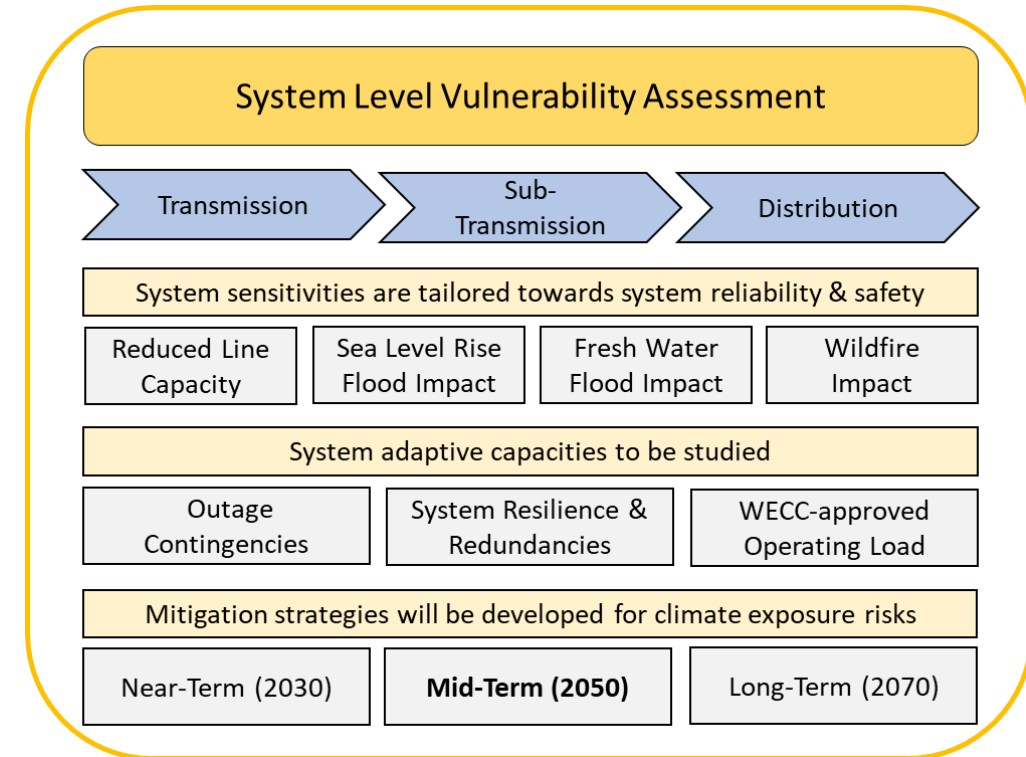 System Level Vulnerability Assessment
Transmission
Sub-
Transmission
Distribution
System sensitivities are tailored towards system reliability & safety
Reduced Line
Capacity
Sea Level Rise
Flood Impact
Fresh Water
Flood Impact
Wildfire
Impact
System adaptive capacities to be studied
Outage
Contingencies
System Resilience &
Redundancies
WECC-approved
Operating Load
Mitigation strategies will be developed for climate exposure risks
Near-Term (2030)
Mid-Term (2050)
Long-Term (2070)